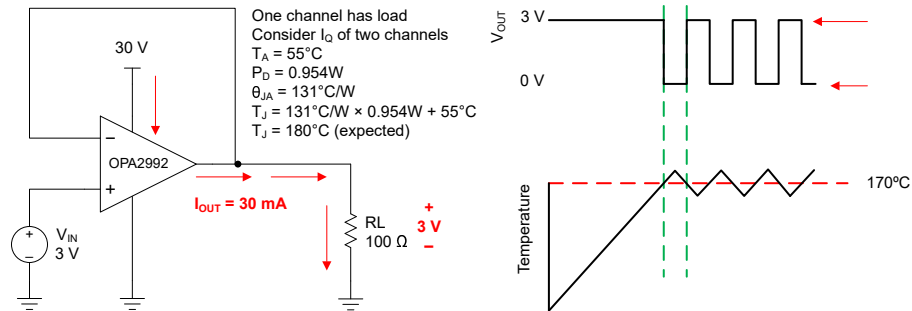 One channel has load
Consider IQ of two channels
TA = 55°C
PD = 0.954W
θJA = 131°C/W
TJ = 131°C/W × 0.954W + 55°C
TJ = 180°C (expected)
30 V
−
OPA2992
+
IOUT = 30 mA
+
−
VIN
3 V
RL
100 Ω
+
3 V
−
VOUT
3 V
0 V
Temperature
170ºC